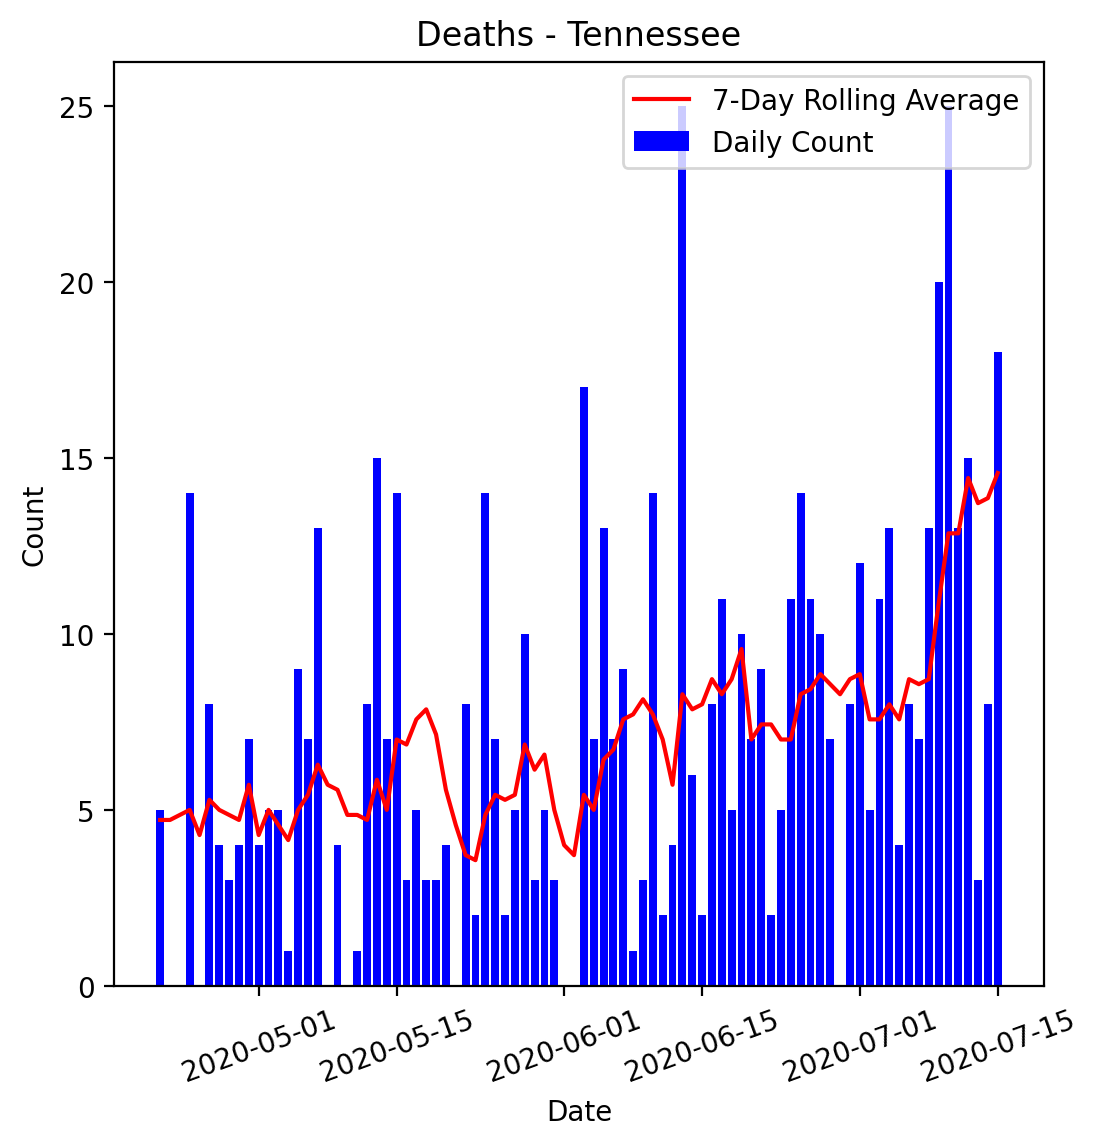 Deaths - Tennessee
7-Day Rolling Average
Daily Count
25
20
15
10
5
0
Count
2020-05-01
2020-05-15
2020-06-01
2020-06-15
2020-07-01
2020-07-15
Date